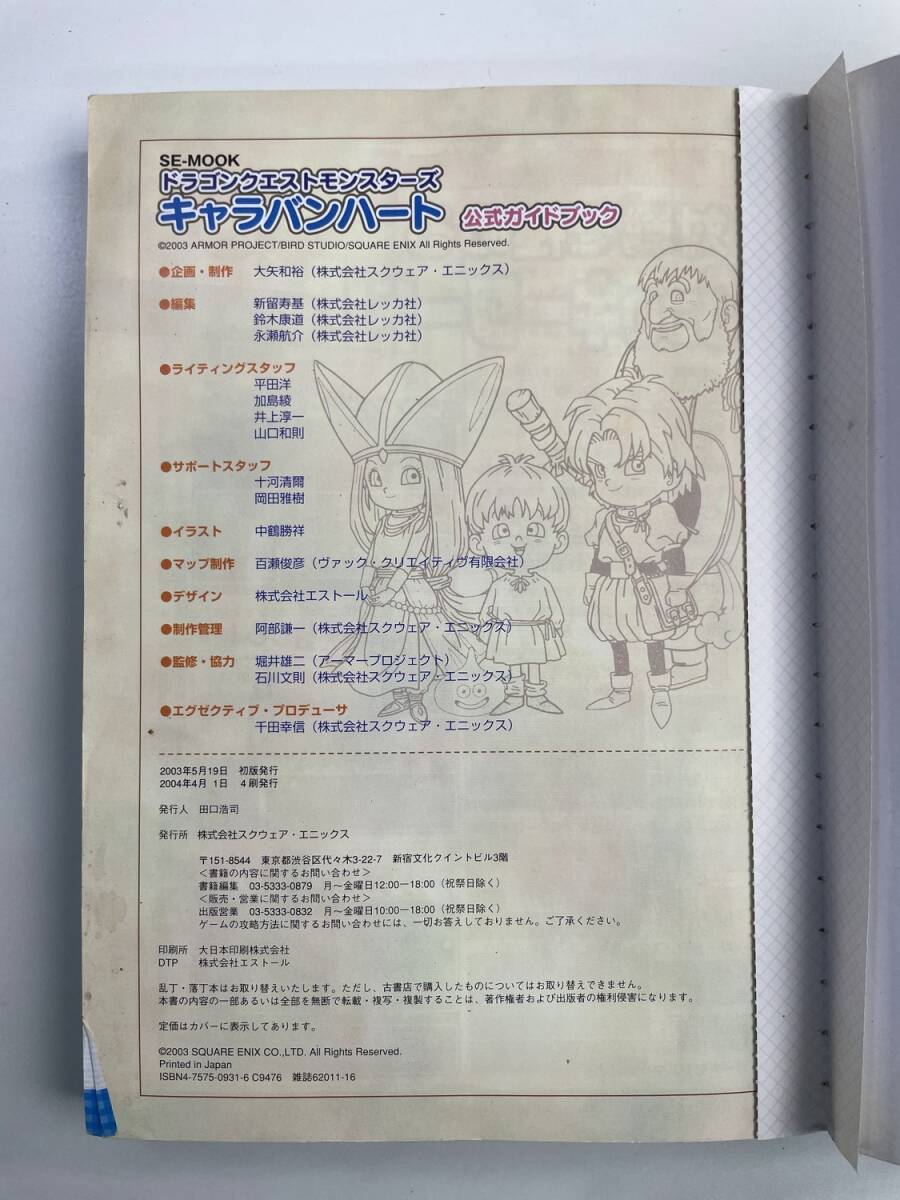 SE-MOOK
ドラゴンクエストモンスターズ
キャラバンハート 公式ガイドブック
©2003 ARMOR PROJECT/BIRD STUDIO/SQUARE ENIX All Rights Reserved.
●企画・制作 大矢和裕（株式会社スクウェア・エニックス）
●編集 新留寿基（株式会社レッカ社）
鈴木康道（株式会社レッカ社）
永瀬航介（株式会社レッカ社）
●ライティングスタッフ
平田洋
加島綾
井上淳一
山口和則
●サポートスタッフ
十河清爾
岡田雅樹
●イラスト 中鶴勝祥
●マップ制作 百瀬俊彦（ヴァック・クリエイティヴ有限会社）
●デザイン 株式会社エストール
●制作管理 阿部謙一（株式会社スクウェア・エニックス）
●監修・協力 堀井雄二（アーマープロジェクト）
石川文則（株式会社スクウェア・エニックス）
●エグゼクティブ・プロデューサ
千田幸信（株式会社スクウェア・エニックス）
2003年5月19日 初版発行
2004年4月 1日 4刷発行
発行人 田口浩司
発行所 株式会社スクウェア・エニックス
〒151-8544 東京都渋谷区代々木3-22-7 新宿文化クイントビル3階
＜書籍の内容に関するお問い合わせ＞
書籍編集 03-5333-0879 月〜金曜日12:00ー18:00（祝祭日除く）
＜販売・営業に関するお問い合わせ＞
出版営業 03-5333-0832 月〜金曜日10:00ー18:00（祝祭日除く）
ゲームの攻略方法に関するお問い合わせには、一切お答えしておりません。ご了承ください。
印刷所 大日本印刷株式会社
DTP 株式会社エストール
乱丁・落丁本はお取り替えいたします。ただし、古書店で購入したものについてはお取り替えできません。
本書の内容の一部あるいは全部を無断で転載・複写・複製することは、著作権者および出版者の権利侵害になります。
定価はカバーに表示してあります。
©2003 SQUARE ENIX CO.,LTD. All Rights Reserved.
Printed in Japan
ISBN4-7575-0931-6 C9476 雑誌62011-16